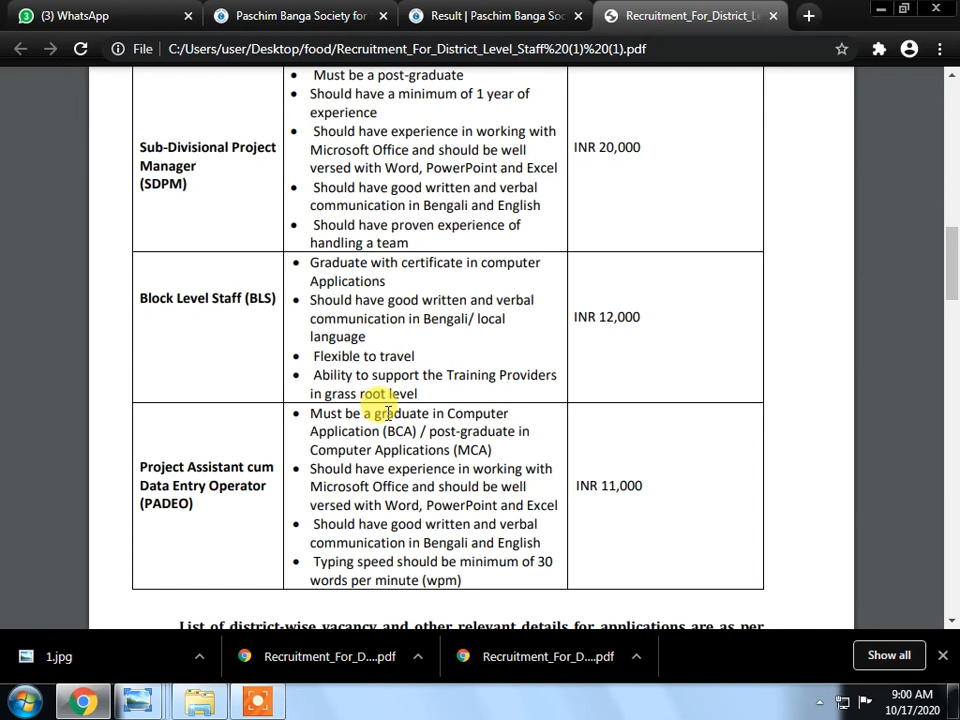 (3) WhatsApp
Paschim Banga Society for
Result | Paschim Banga Soc
Recruitment_For_District_Le
File
C:/Users/user/Desktop/food/Recruitment_For_District_Level_Staff%20(1)%20(1).pdf
Sub-Divisional Project
Manager
(SDPM)
• Must be a post-graduate
• Should have a minimum of 1 year of
experience
• Should have experience in working with
Microsoft Office and should be well
versed with Word, PowerPoint and Excel
• Should have good written and verbal
communication in Bengali and English
• Should have proven experience of
handling a team
INR 20,000
Block Level Staff (BLS)
• Graduate with certificate in computer
Applications
• Should have good written and verbal
communication in Bengali/ local
language
• Flexible to travel
• Ability to support the Training Providers
in grass root level
INR 12,000
Project Assistant cum
Data Entry Operator
(PADEO)
• Must be a graduate in Computer
Application (BCA) / post-graduate in
Computer Applications (MCA)
• Should have experience in working with
Microsoft Office and should be well
versed with Word, PowerPoint and Excel
• Should have good written and verbal
communication in Bengali and English
• Typing speed should be minimum of 30
words per minute (wpm)
INR 11,000
List of district-wise vacancy and other relevant details for applications are as per
1.jpg
Recruitment_For_D....pdf
Recruitment_For_D....pdf
Show all
9:00 AM
10/17/2020